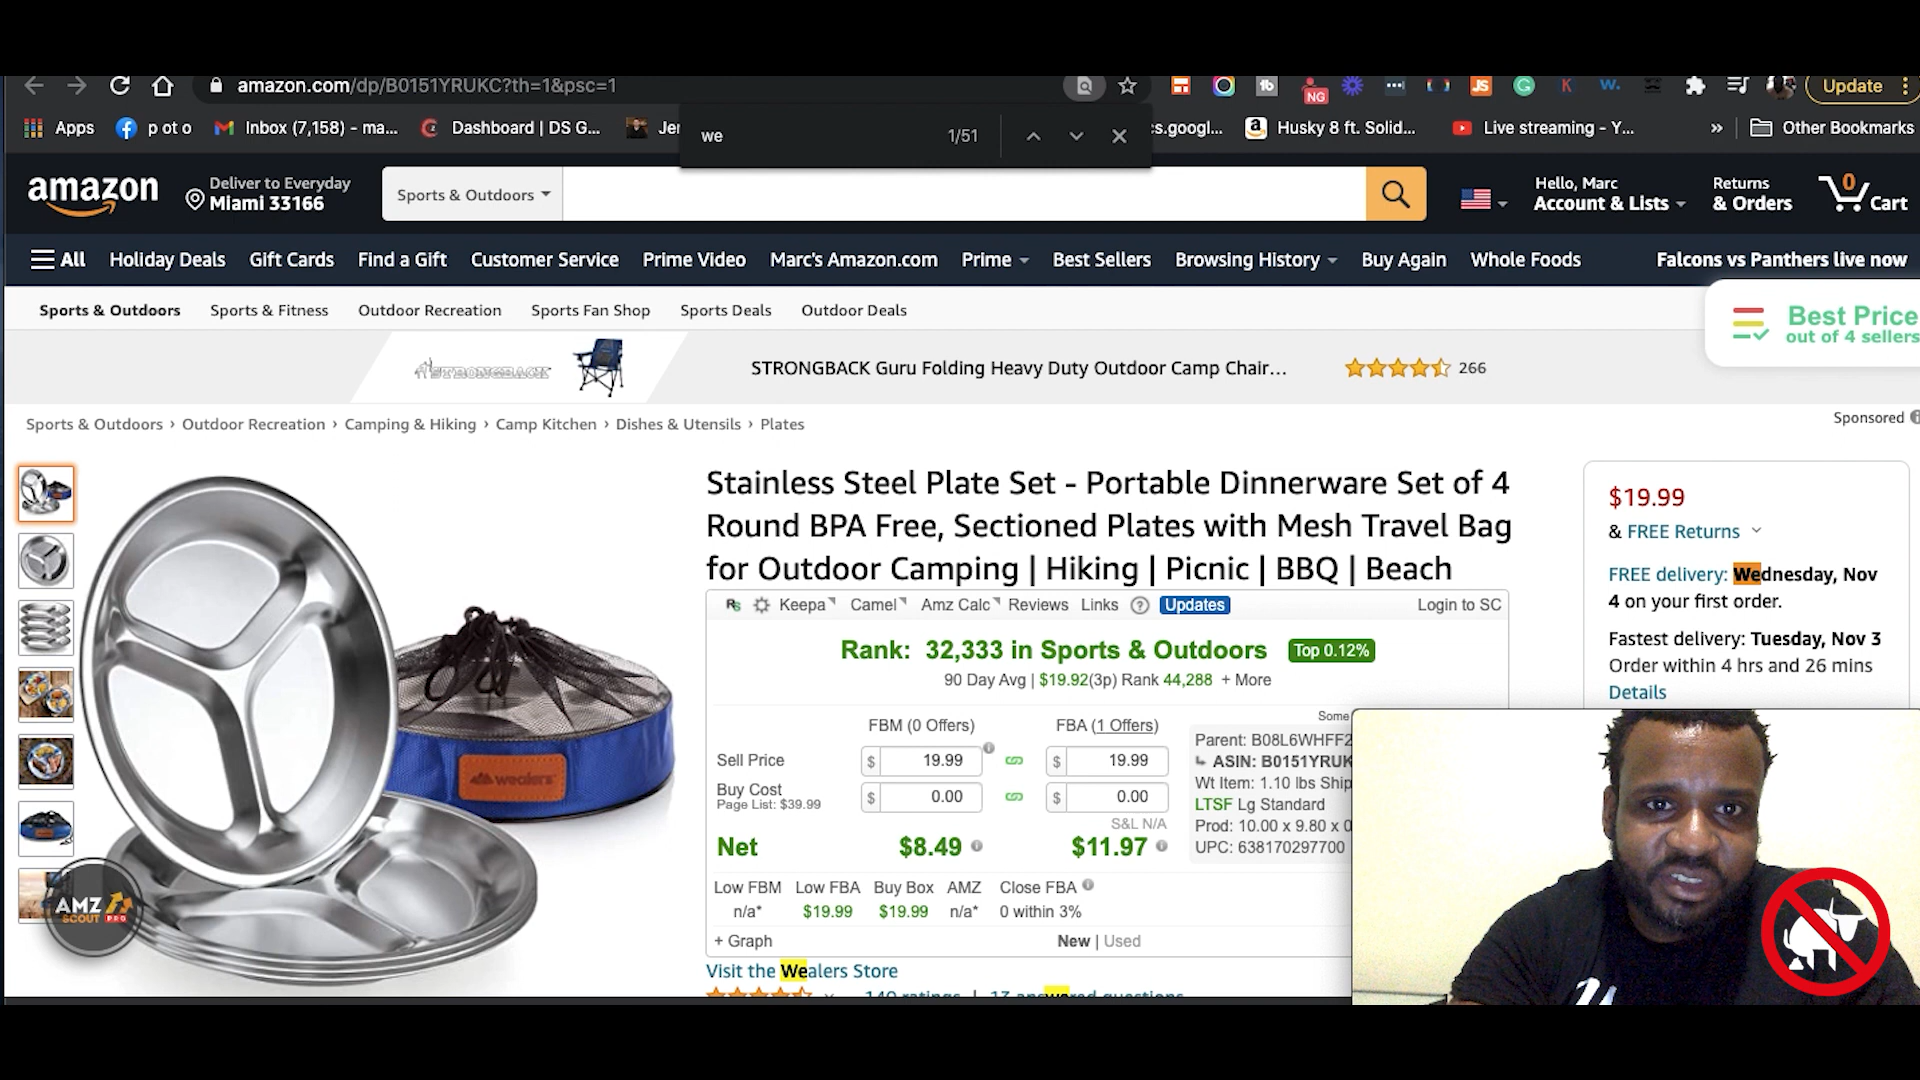 amazon.com/dp/B0151YRUKC?th=1&psc=1
tb
NG
JS
G
K
W.
Update
Apps
p ot o
Inbox (7,158) - ma...
Dashboard | DS G...
Jer
we
1/51
cs.googl...
Husky 8 ft. Solid...
Live streaming - Y...
»
Other Bookmarks
amazon
Deliver to Everyday
Miami 33166
Sports & Outdoors
Hello, Marc
Account & Lists
Returns
& Orders
0
Cart
All
Holiday Deals
Gift Cards
Find a Gift
Customer Service
Prime Video
Marc's Amazon.com
Prime
Best Sellers
Browsing History
Buy Again
Whole Foods
Falcons vs Panthers live now
Sports & Outdoors
Sports & Fitness
Outdoor Recreation
Sports Fan Shop
Sports Deals
Outdoor Deals
Best Price
out of 4 sellers
STRONGBACK
STRONGBACK Guru Folding Heavy Duty Outdoor Camp Chair...
266
Sponsored
Sports & Outdoors › Outdoor Recreation › Camping & Hiking › Camp Kitchen › Dishes & Utensils › Plates
Stainless Steel Plate Set - Portable Dinnerware Set of 4
Round BPA Free, Sectioned Plates with Mesh Travel Bag
for Outdoor Camping | Hiking | Picnic | BBQ | Beach
RS
Keepa
Camel
Amz Calc
Reviews
Links
?
Updates
Login to SC
Rank: 32,333 in Sports & Outdoors
Top 0.12%
90 Day Avg | $19.92(3p) Rank 44,288 + More
FBM (0 Offers)
FBA (1 Offers)
Some
Sell Price
$ 19.99
$ 19.99
Buy Cost
Page List: $39.99
$ 0.00
$ 0.00
S&L N/A
Net
$8.49
$11.97
Parent: B08L6WHFF2
ASIN: B0151YRUK
Wt Item: 1.10 lbs Ship
LTSF Lg Standard
Prod: 10.00 x 9.80 x 0
UPC: 638170297700
Low FBM
Low FBA
Buy Box
AMZ
Close FBA
n/a*
$19.99
$19.99
n/a*
0 within 3%
+ Graph
New | Used
Visit the Wealers Store
140 ratings | 13 answered questions
$19.99
& FREE Returns
FREE delivery: Wednesday, Nov
4 on your first order.
Fastest delivery: Tuesday, Nov 3
Order within 4 hrs and 26 mins
Details
wealers
AMZ
SCOUT PRO